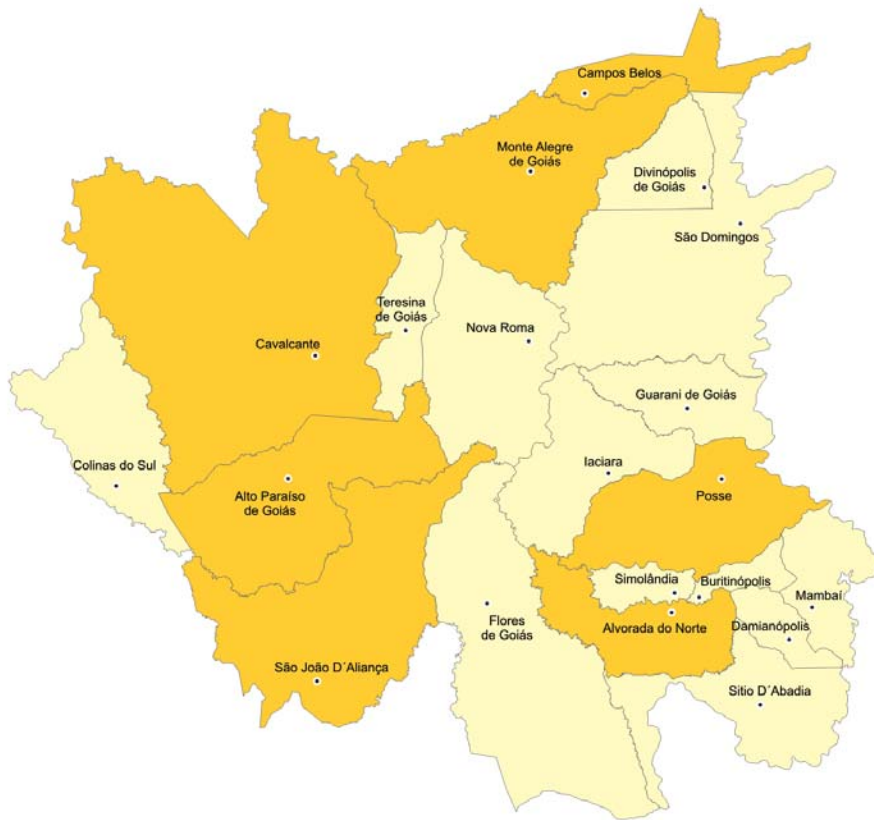 Campos Belos
Monte Alegre
de Goiás
Divinópolis
de Goiás
São Domingos
Teresina
de Goiás
Nova Roma
Cavalcante
Guarani de Goiás
Colinas do Sul
Iaciara
Alto Paraíso
de Goiás
Posse
Simolândia
Buritinópolis
Mambaí
Flores
de Goiás
Alvorada do Norte
Damianópolis
São João D´Aliança
Sitio D´Abadia